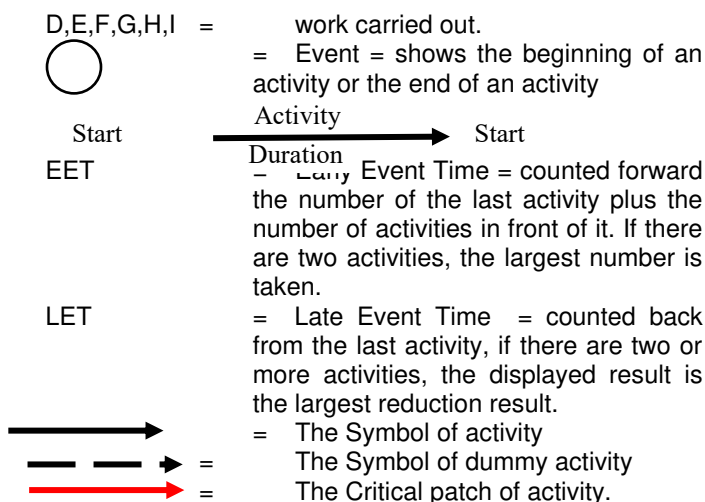 D,E,F,G,H,I = work carried out.
= Event = shows the beginning of an
activity or the end of an activity
Activity
Start Start
Duration
EET = Early Event Time = counted forward
the number of the last activity plus the
number of activities in front of it. If there
are two activities, the largest number is
taken.
LET = Late Event Time = counted back
from the last activity, if there are two or
more activities, the displayed result is
the largest reduction result.
= The Symbol of activity
= The Symbol of dummy activity
= The Critical patch of activity.